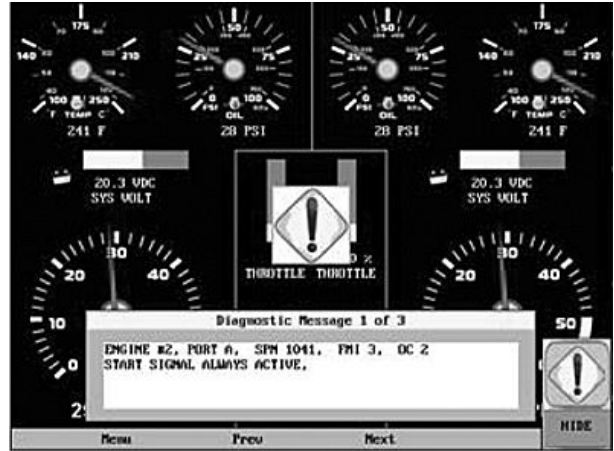 175
140 210
100 250
F TEMP C
241 F
50
25 75
0 100
PSI
OIL
28 PSI
50
25 75
0 100
PSI
OIL
28 PSI
175
140 210
100 250
F TEMP C
241 F
20.3 VDC
SYS VOLT
20.3 VDC
SYS VOLT
%
THROTTLE THROTTLE
30
20 40
10
0
30
20 40
50
Diagnostic Message 1 of 3
ENGINE #2, PORT A, SPN 1041, FMI 3, OC 2
START SIGNAL ALWAYS ACTIVE,
HIDE
Menu Prev Next